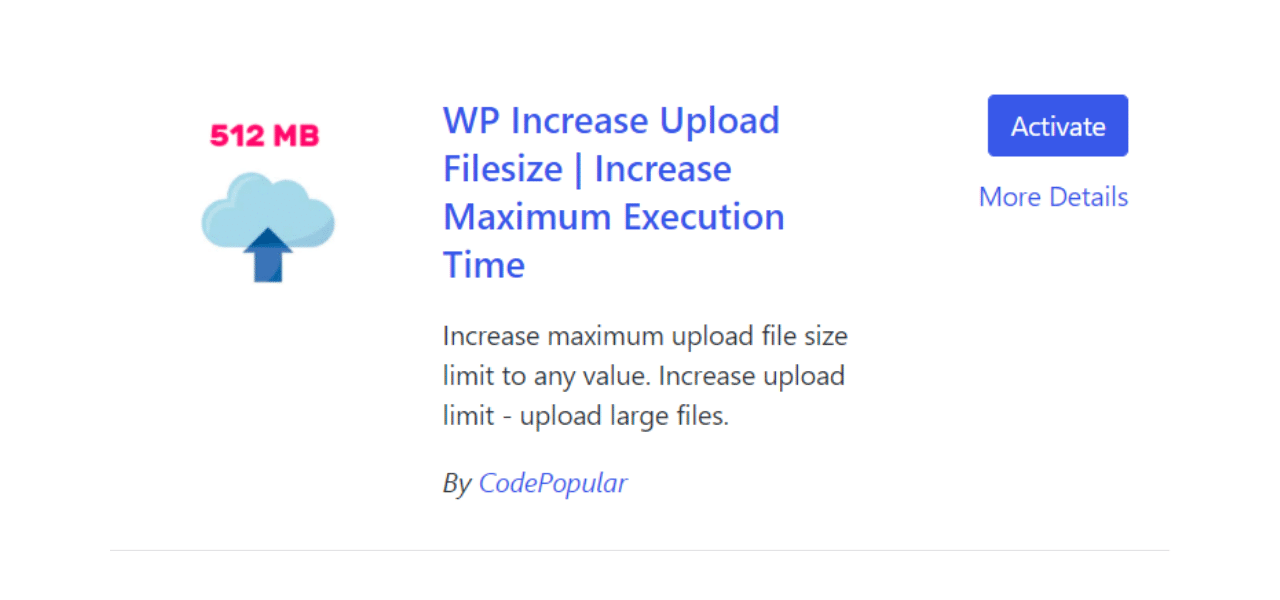 512 MB
WP Increase Upload
Filesize | Increase
Maximum Execution
Time
Activate
More Details
Increase maximum upload file size
limit to any value. Increase upload
limit - upload large files.
By CodePopular